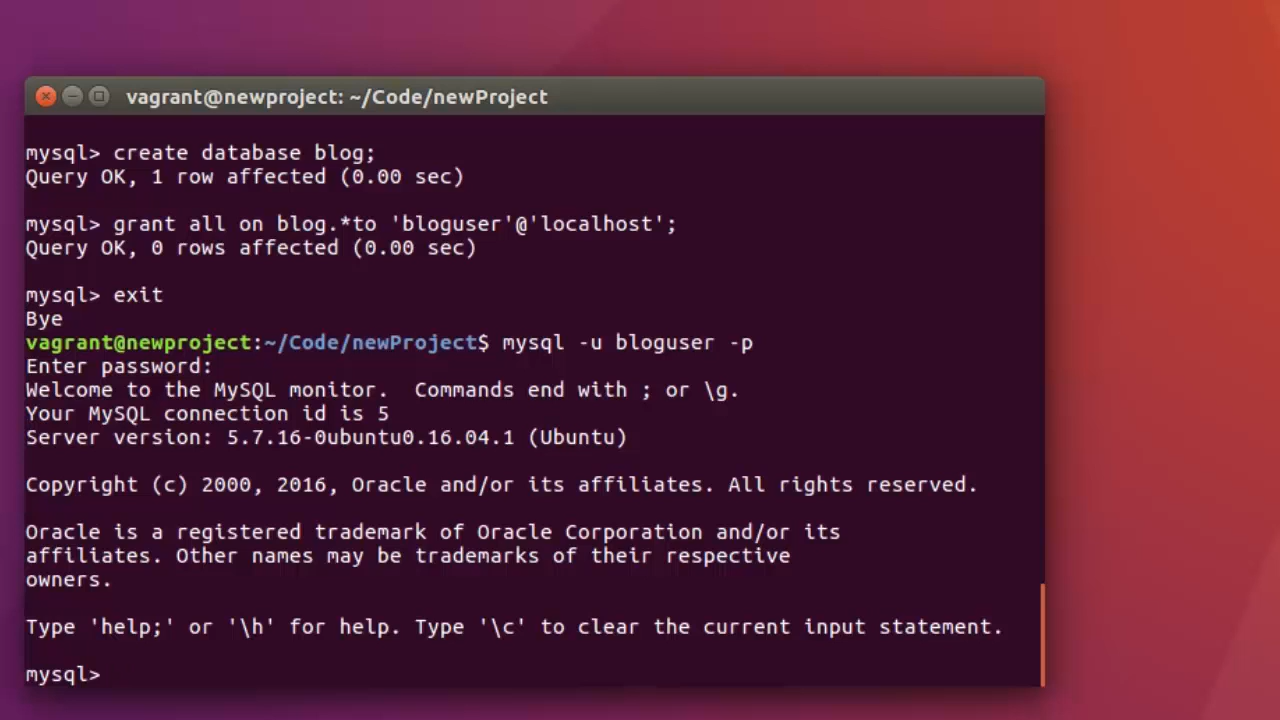 vagrant@newproject: ~/Code/newProject
mysql> create database blog;
Query OK, 1 row affected (0.00 sec)
mysql> grant all on blog.*to 'bloguser'@'localhost';
Query OK, 0 rows affected (0.00 sec)
mysql> exit
Bye
vagrant@newproject:~/Code/newProject$ mysql -u bloguser -p
Enter password:
Welcome to the MySQL monitor.  Commands end with ; or \g.
Your MySQL connection id is 5
Server version: 5.7.16-0ubuntu0.16.04.1 (Ubuntu)
Copyright (c) 2000, 2016, Oracle and/or its affiliates. All rights reserved.
Oracle is a registered trademark of Oracle Corporation and/or its
affiliates. Other names may be trademarks of their respective
owners.
Type 'help;' or '\h' for help. Type '\c' to clear the current input statement.
mysql>